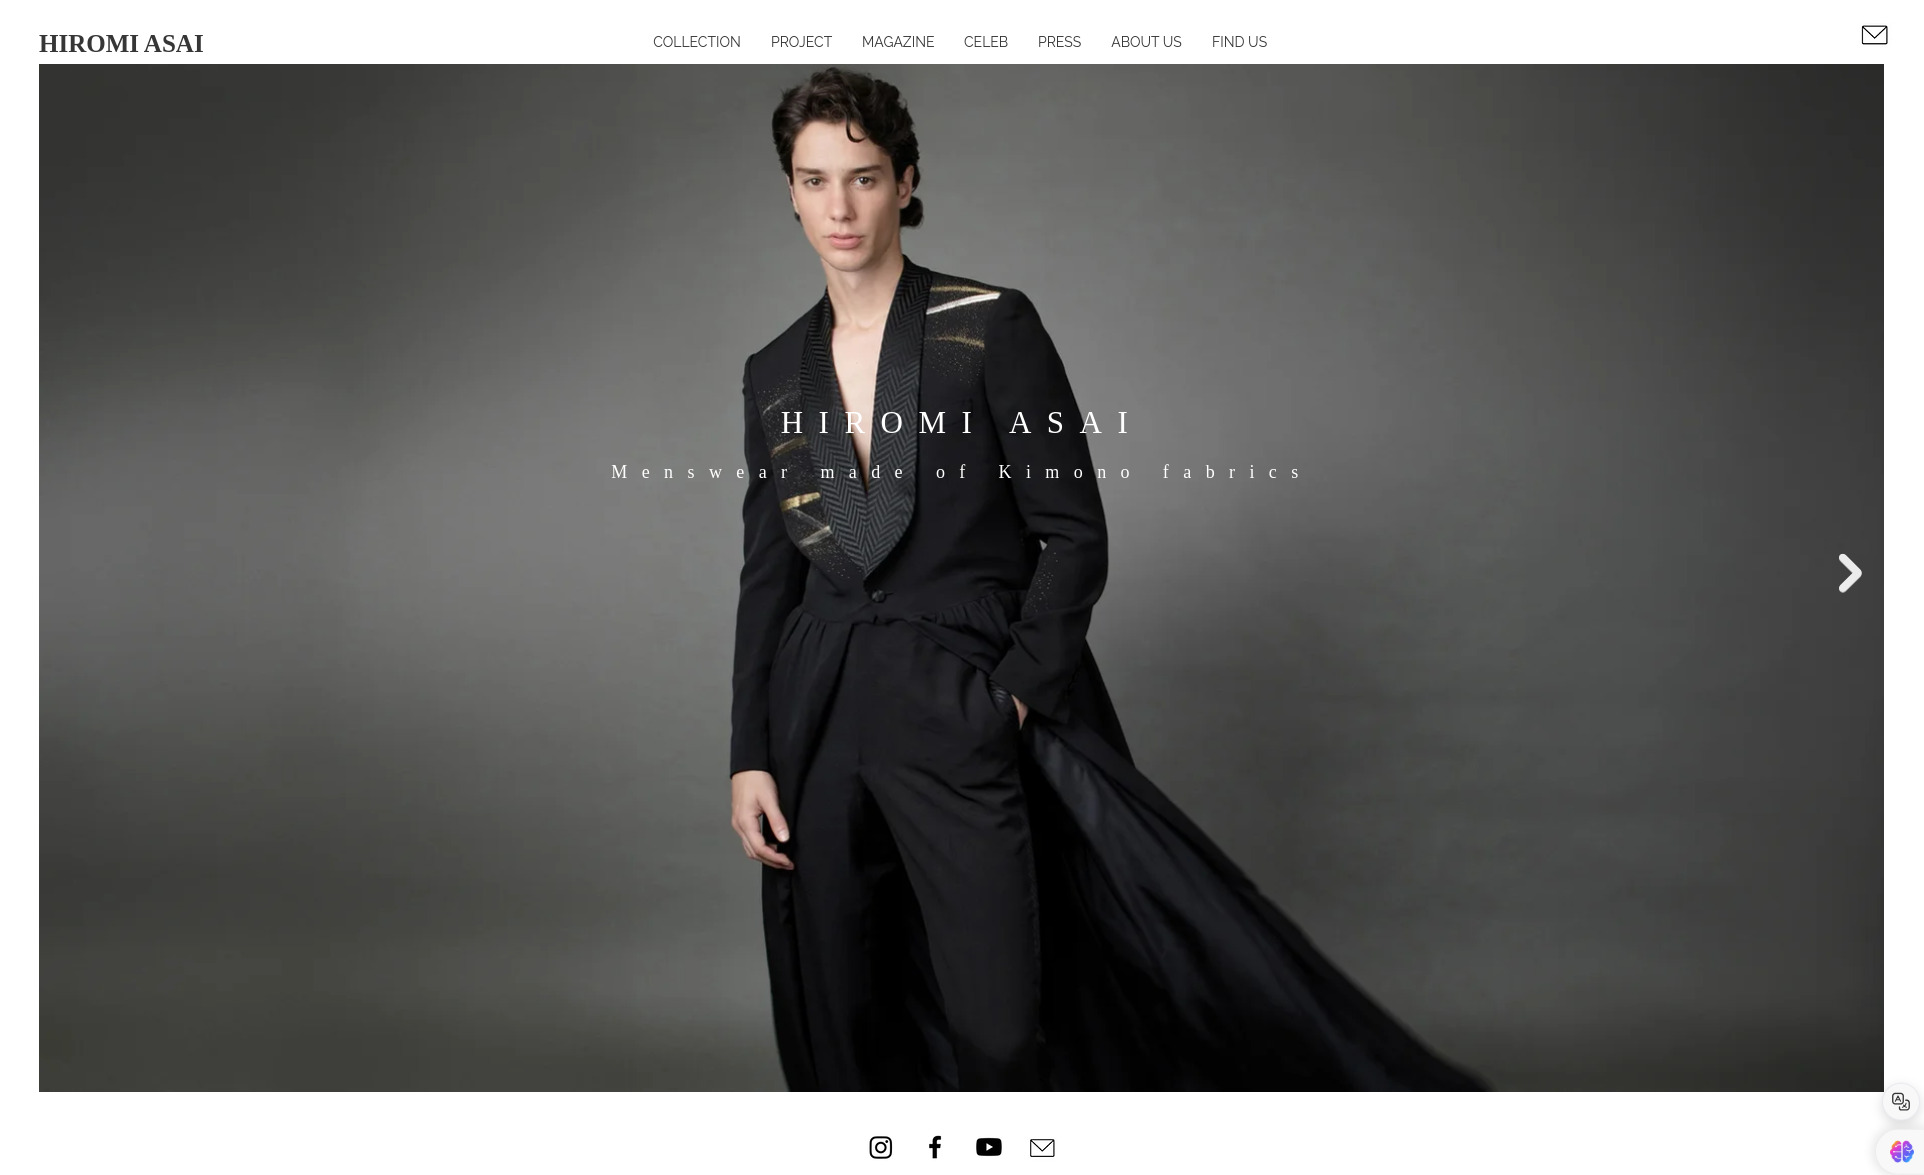 HIROMI ASAI
COLLECTION PROJECT MAGAZINE CELEB PRESS ABOUT US FIND US
HIROMI ASAI
Menswear made of Kimono fabrics